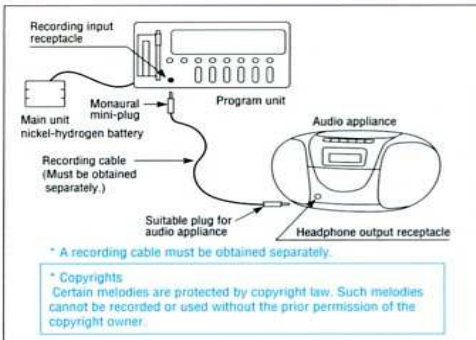 Recording input
receptacle
Monaural
mini-plug
Program unit
Main unit
nickel-hydrogen battery
Audio appliance
Recording cable
(Must be obtained
separately.)
Suitable plug for
audio appliance
Headphone output receptacle
* A recording cable must be obtained separately.
* Copyrights
Certain melodies are protected by copyright law. Such melodies
cannot be recorded or used without the prior permission of the
copyright owner.